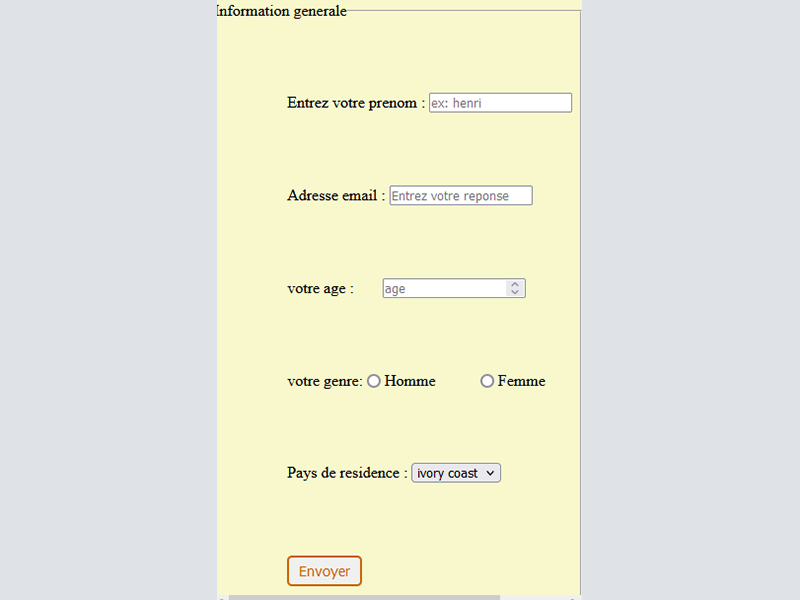 Information generale
Entrez votre prenom : ex: henri
Adresse email : Entrez votre reponse
votre age : age
votre genre: Homme Femme
Pays de residence : ivory coast
Envoyer